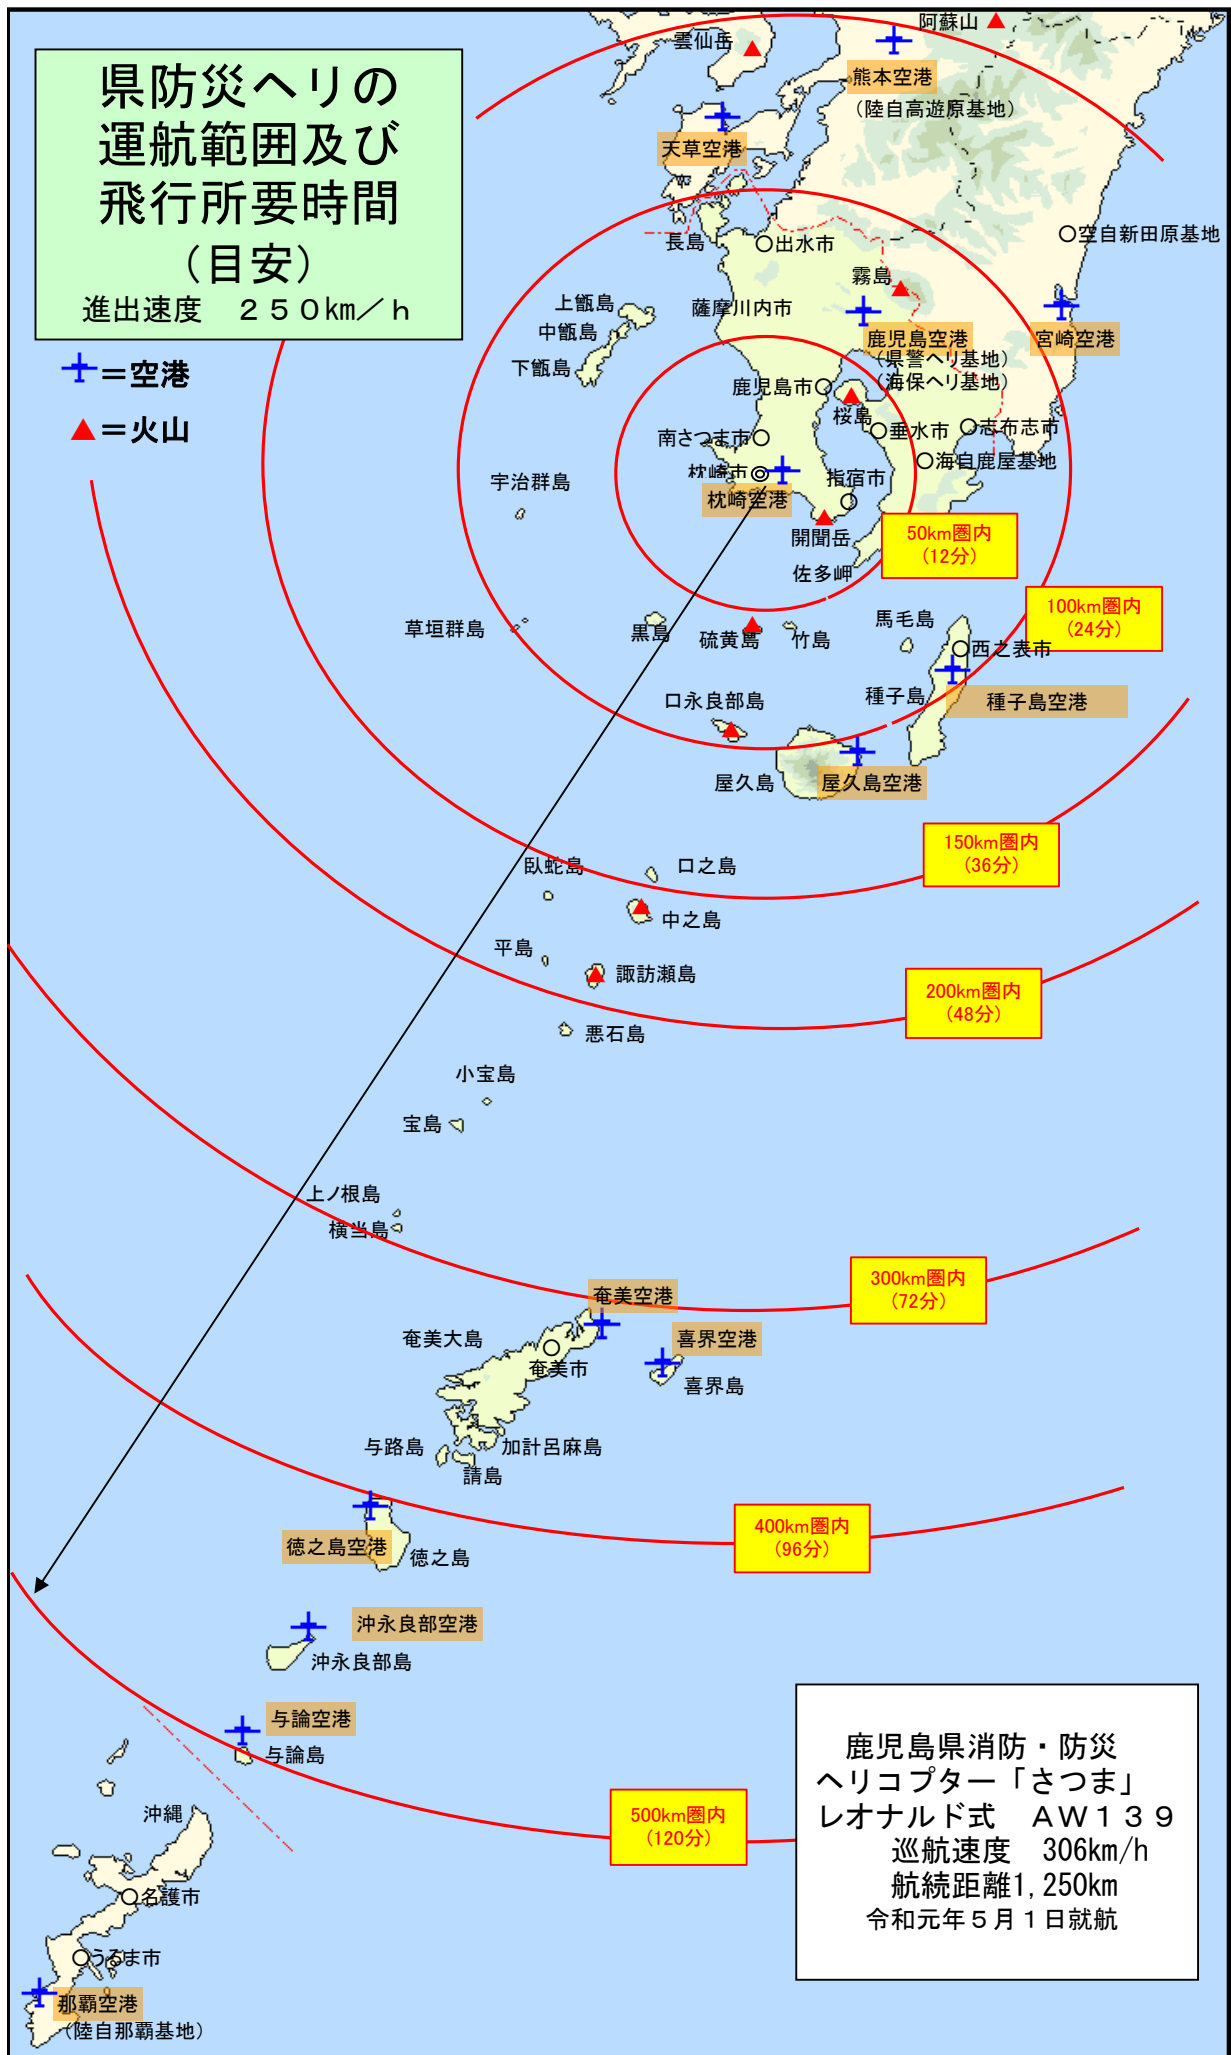 県防災ヘリの
運航範囲及び
飛行所要時間
（目安）
進出速度　２５０km／ｈ
＝空港
＝火山
阿蘇山
雲仙岳
熊本空港
（陸自高遊原基地）
天草空港
長島
出水市
空自新田原基地
霧島
上甑島
中甑島
下甑島
薩摩川内市
鹿児島空港
（県警ヘリ基地）
（海保ヘリ基地）
宮崎空港
鹿児島市
桜島
垂水市
志布志市
南さつま市
海自鹿屋基地
枕崎市
枕崎空港
指宿市
宇治群島
開聞岳
佐多岬
50km圏内
（12分）
100km圏内
（24分）
草垣群島
黒島
硫黄島
竹島
馬毛島
西之表市
種子島
種子島空港
口永良部島
屋久島
屋久島空港
150km圏内
（36分）
臥蛇島
口之島
中之島
平島
諏訪瀬島
200km圏内
（48分）
悪石島
小宝島
宝島
上ノ根島
横当島
300km圏内
（72分）
奄美空港
奄美大島
奄美市
喜界空港
喜界島
与路島
加計呂麻島
請島
400km圏内
（96分）
徳之島空港
徳之島
沖永良部空港
沖永良部島
与論空港
与論島
500km圏内
（120分）
沖縄
名護市
うるま市
那覇空港
（陸自那覇基地）
鹿児島県消防・防災
ヘリコプター「さつま」
レオナルド式　ＡＷ１３９
巡航速度　306km/h
航続距離1,250km
令和元年５月１日就航